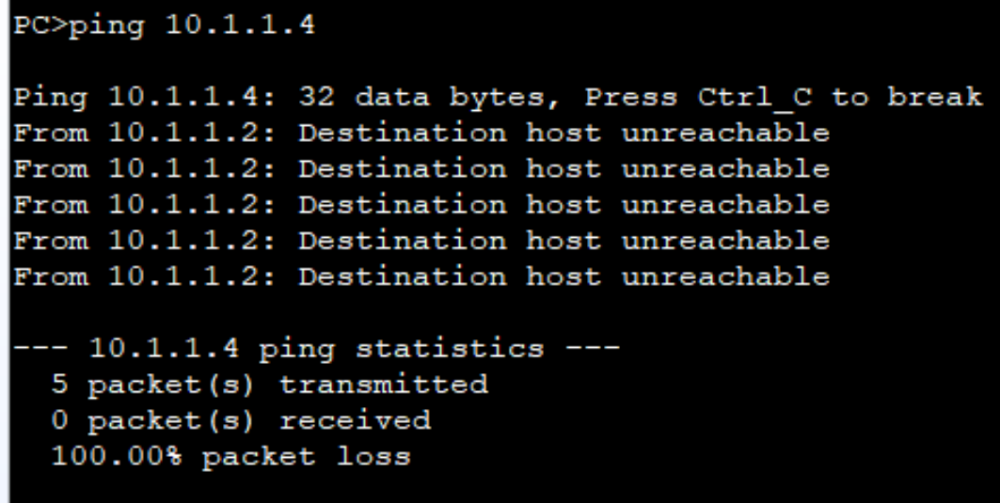 PC>ping 10.1.1.4
Ping 10.1.1.4: 32 data bytes, Press Ctrl_C to break
From 10.1.1.2: Destination host unreachable
From 10.1.1.2: Destination host unreachable
From 10.1.1.2: Destination host unreachable
From 10.1.1.2: Destination host unreachable
From 10.1.1.2: Destination host unreachable
--- 10.1.1.4 ping statistics ---
5 packet(s) transmitted
0 packet(s) received
100.00% packet loss